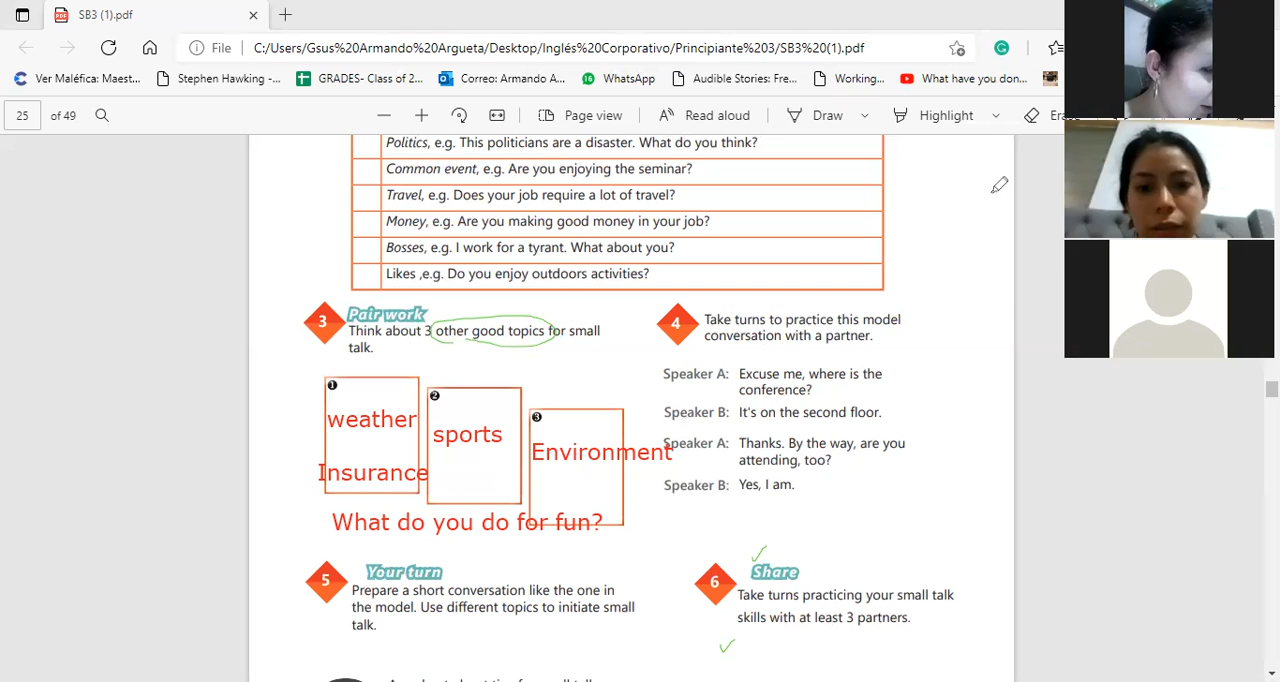 SB3 (1).pdf
File
C:/Users/Gsus%20Armando%20Argueta/Desktop/Inglés%20Corporativo/Principiante%203/SB3%20(1).pdf
Ver Maléfica: Maest...
Stephen Hawking -...
GRADES- Class of 2...
Correo: Armando A...
WhatsApp
Audible Stories: Fre...
Working...
What have you don...
25
of 49
Page view
Read aloud
Draw
Highlight
Politics, e.g. This politicians are a disaster. What do you think?
Common event, e.g. Are you enjoying the seminar?
Travel, e.g. Does your job require a lot of travel?
Money, e.g. Are you making good money in your job?
Bosses, e.g. I work for a tyrant. What about you?
Likes ,e.g. Do you enjoy outdoors activities?
3
Pair work
Think about 3 other good topics for small
talk.
1
weather
Insurance
2
sports
3
Environment
What do you do for fun?
4
Take turns to practice this model
conversation with a partner.
Speaker A: Excuse me, where is the
conference?
Speaker B: It's on the second floor.
Speaker A: Thanks. By the way, are you
attending, too?
Speaker B: Yes, I am.
5
Your turn
Prepare a short conversation like the one in
the model. Use different topics to initiate small
talk.
6
Share
Take turns practicing your small talk
skills with at least 3 partners.